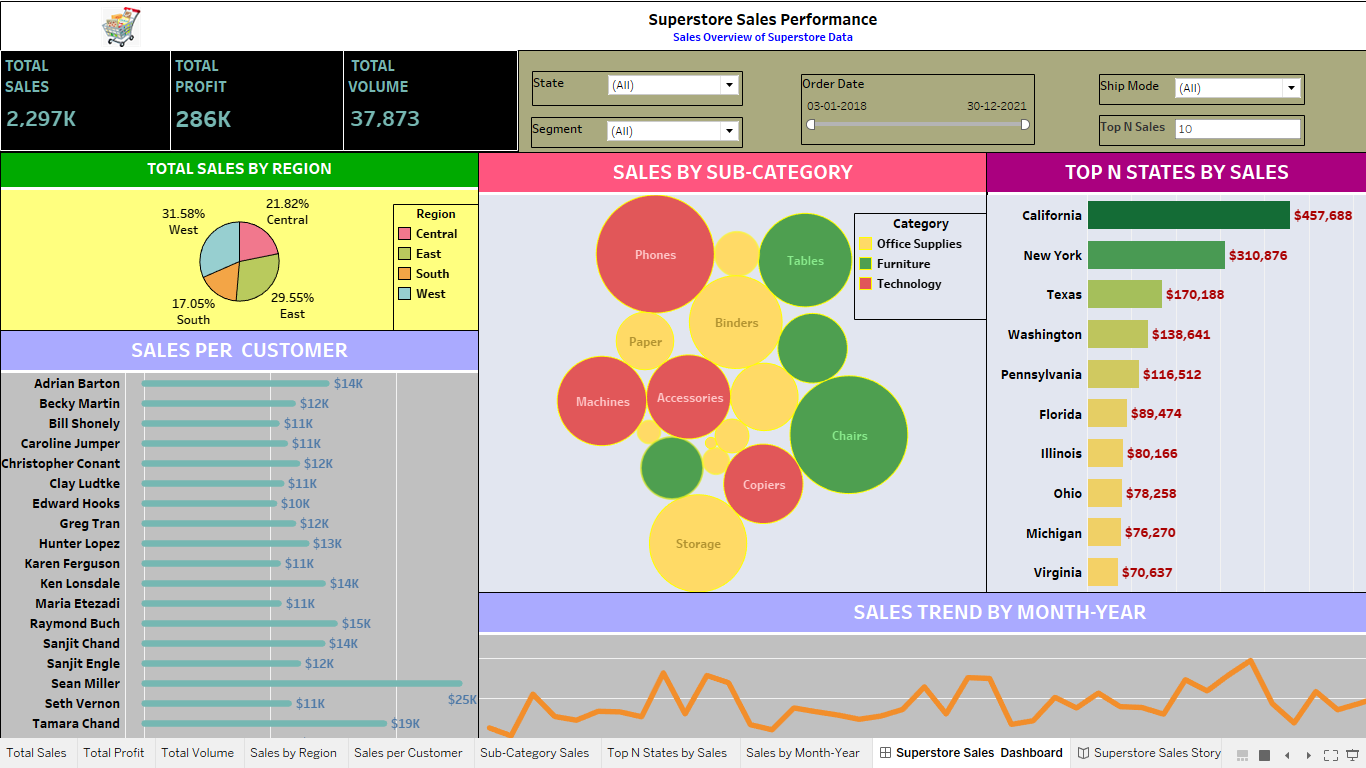 Superstore Sales Performance
Sales Overview of Superstore Data
TOTAL
SALES
2,297K
TOTAL
PROFIT
286K
TOTAL
VOLUME
37,873
State
(All)
Segment
(All)
Order Date
03-01-2018
30-12-2021
Ship Mode
(All)
Top N Sales
10
TOTAL SALES BY REGION
31.58%
West
21.82%
Central
17.05%
South
29.55%
East
Region
Central
East
South
West
SALES PER CUSTOMER
Adrian Barton $14K
Becky Martin $12K
Bill Shonely $11K
Caroline Jumper $11K
Christopher Conant $12K
Clay Ludtke $11K
Edward Hooks $10K
Greg Tran $12K
Hunter Lopez $13K
Karen Ferguson $11K
Ken Lonsdale $14K
Maria Etezadi $11K
Raymond Buch $15K
Sanjit Chand $14K
Sanjit Engle $12K
Sean Miller $25K
Seth Vernon $11K
Tamara Chand $19K
SALES BY SUB-CATEGORY
Phones
Tables
Binders
Paper
Machines
Accessories
Chairs
Copiers
Storage
Category
Office Supplies
Furniture
Technology
TOP N STATES BY SALES
California $457,688
New York $310,876
Texas $170,188
Washington $138,641
Pennsylvania $116,512
Florida $89,474
Illinois $80,166
Ohio $78,258
Michigan $76,270
Virginia $70,637
SALES TREND BY MONTH-YEAR
Total Sales Total Profit Total Volume Sales by Region Sales per Customer Sub-Category Sales Top N States by Sales Sales by Month-Year Superstore Sales Dashboard Superstore Sales Story